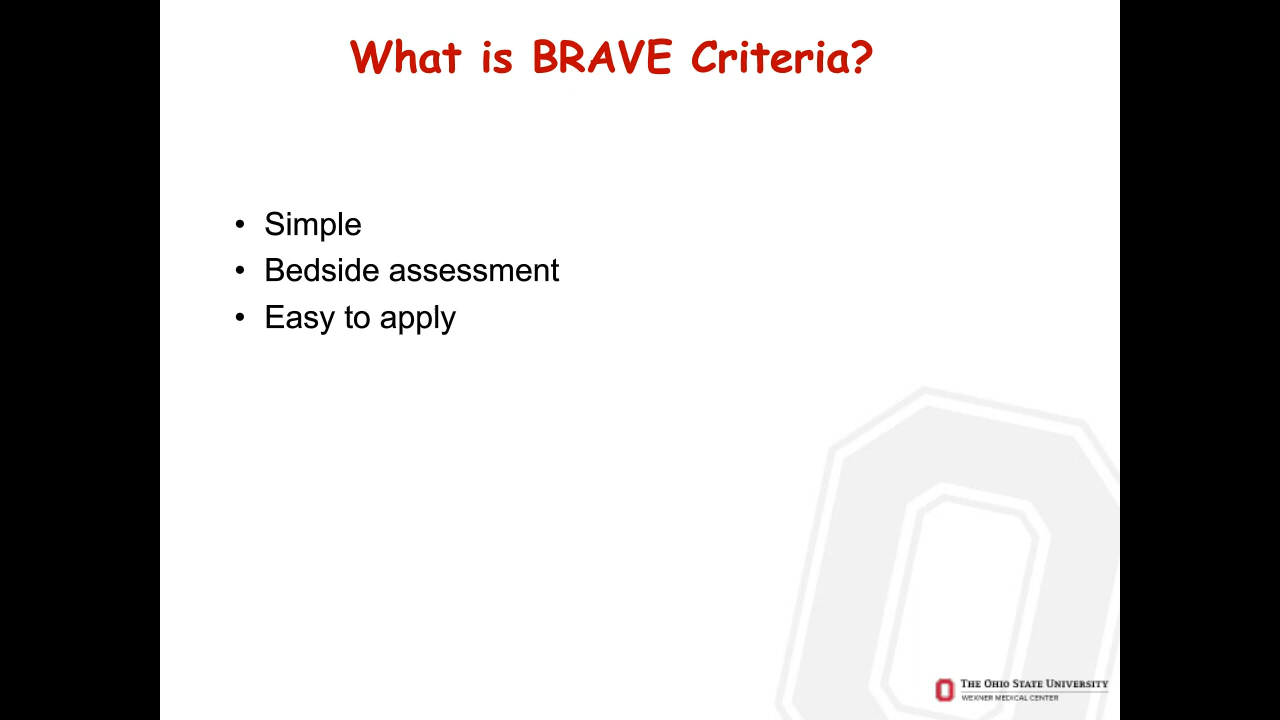 What is BRAVE Criteria?
• Simple
• Bedside assessment
• Easy to apply
THE OHIO STATE UNIVERSITY
WEXNER MEDICAL CENTER